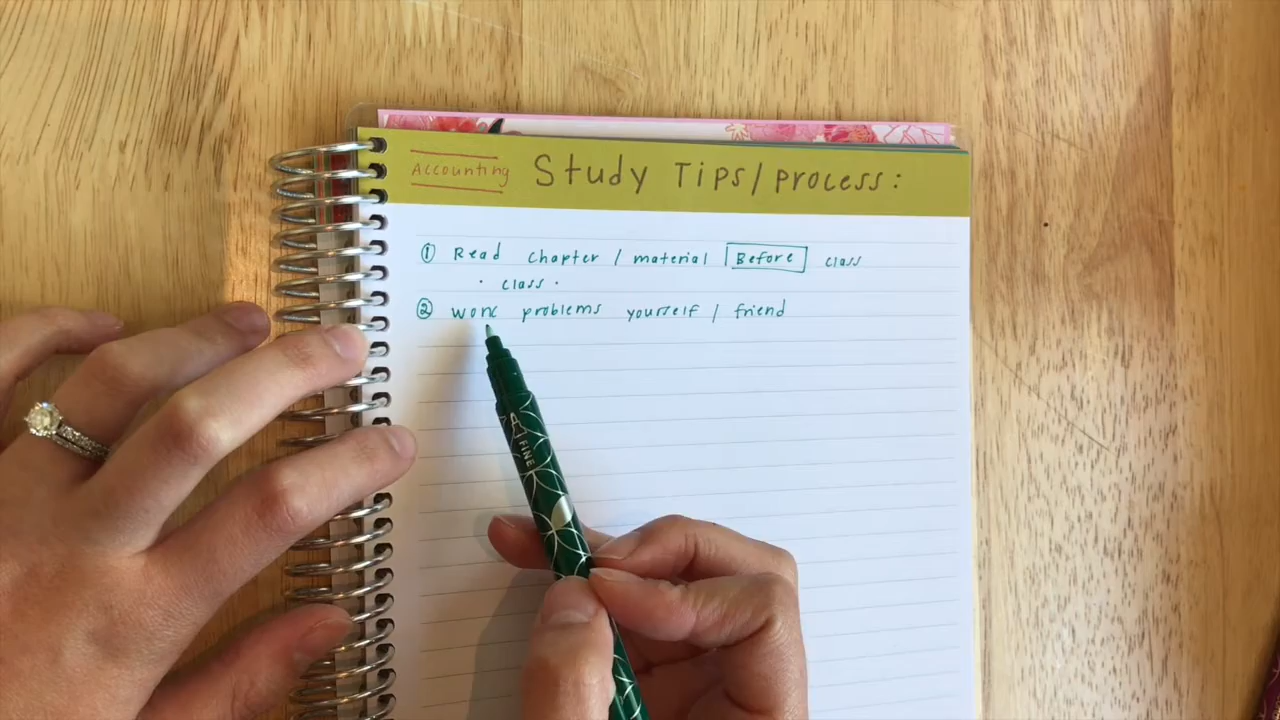 Accounting Study Tips/process:
① Read chapter / material Before class
· class ·
② Work problems yourself / friend
FINE